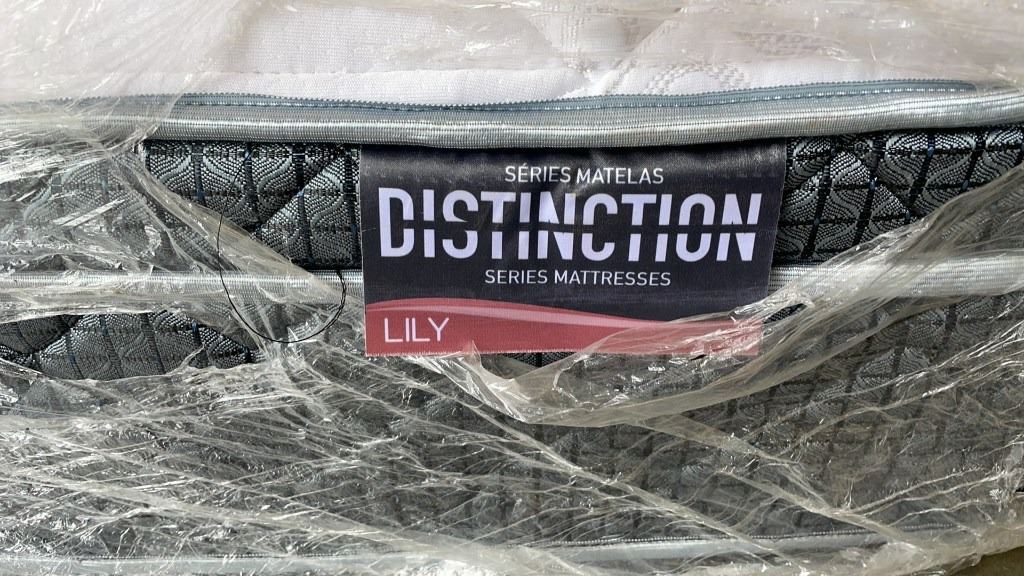 SÉRIES MATELAS
DISTINCTION
SERIES MATTRESSES
LILY